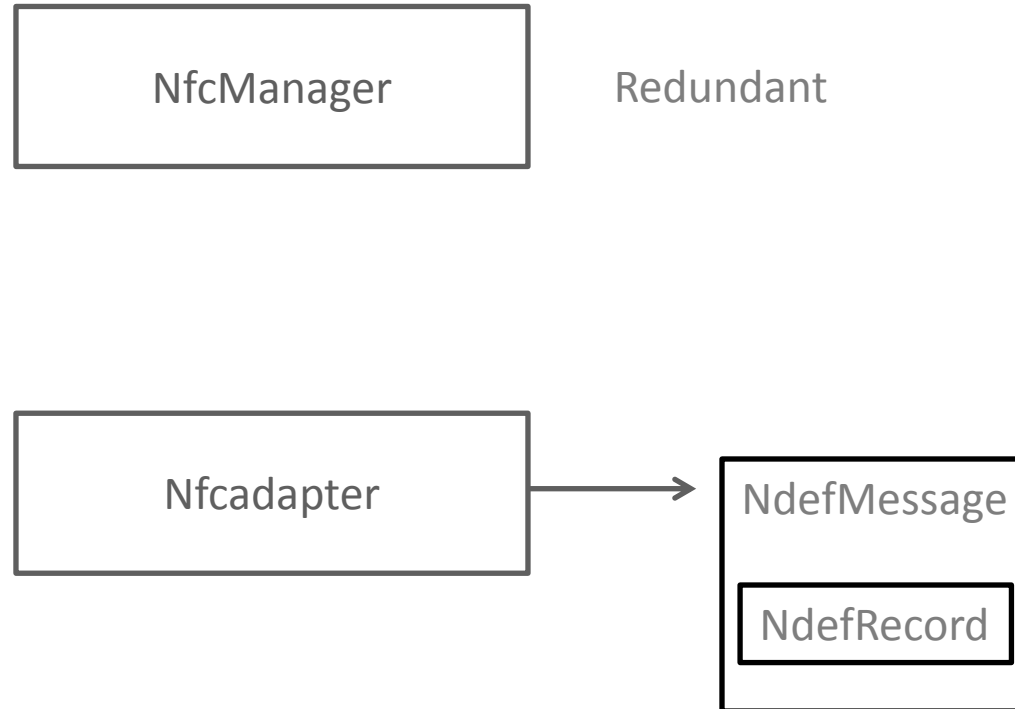 NfcManager
Redundant
Nfcadapter
NdefMessage
NdefRecord